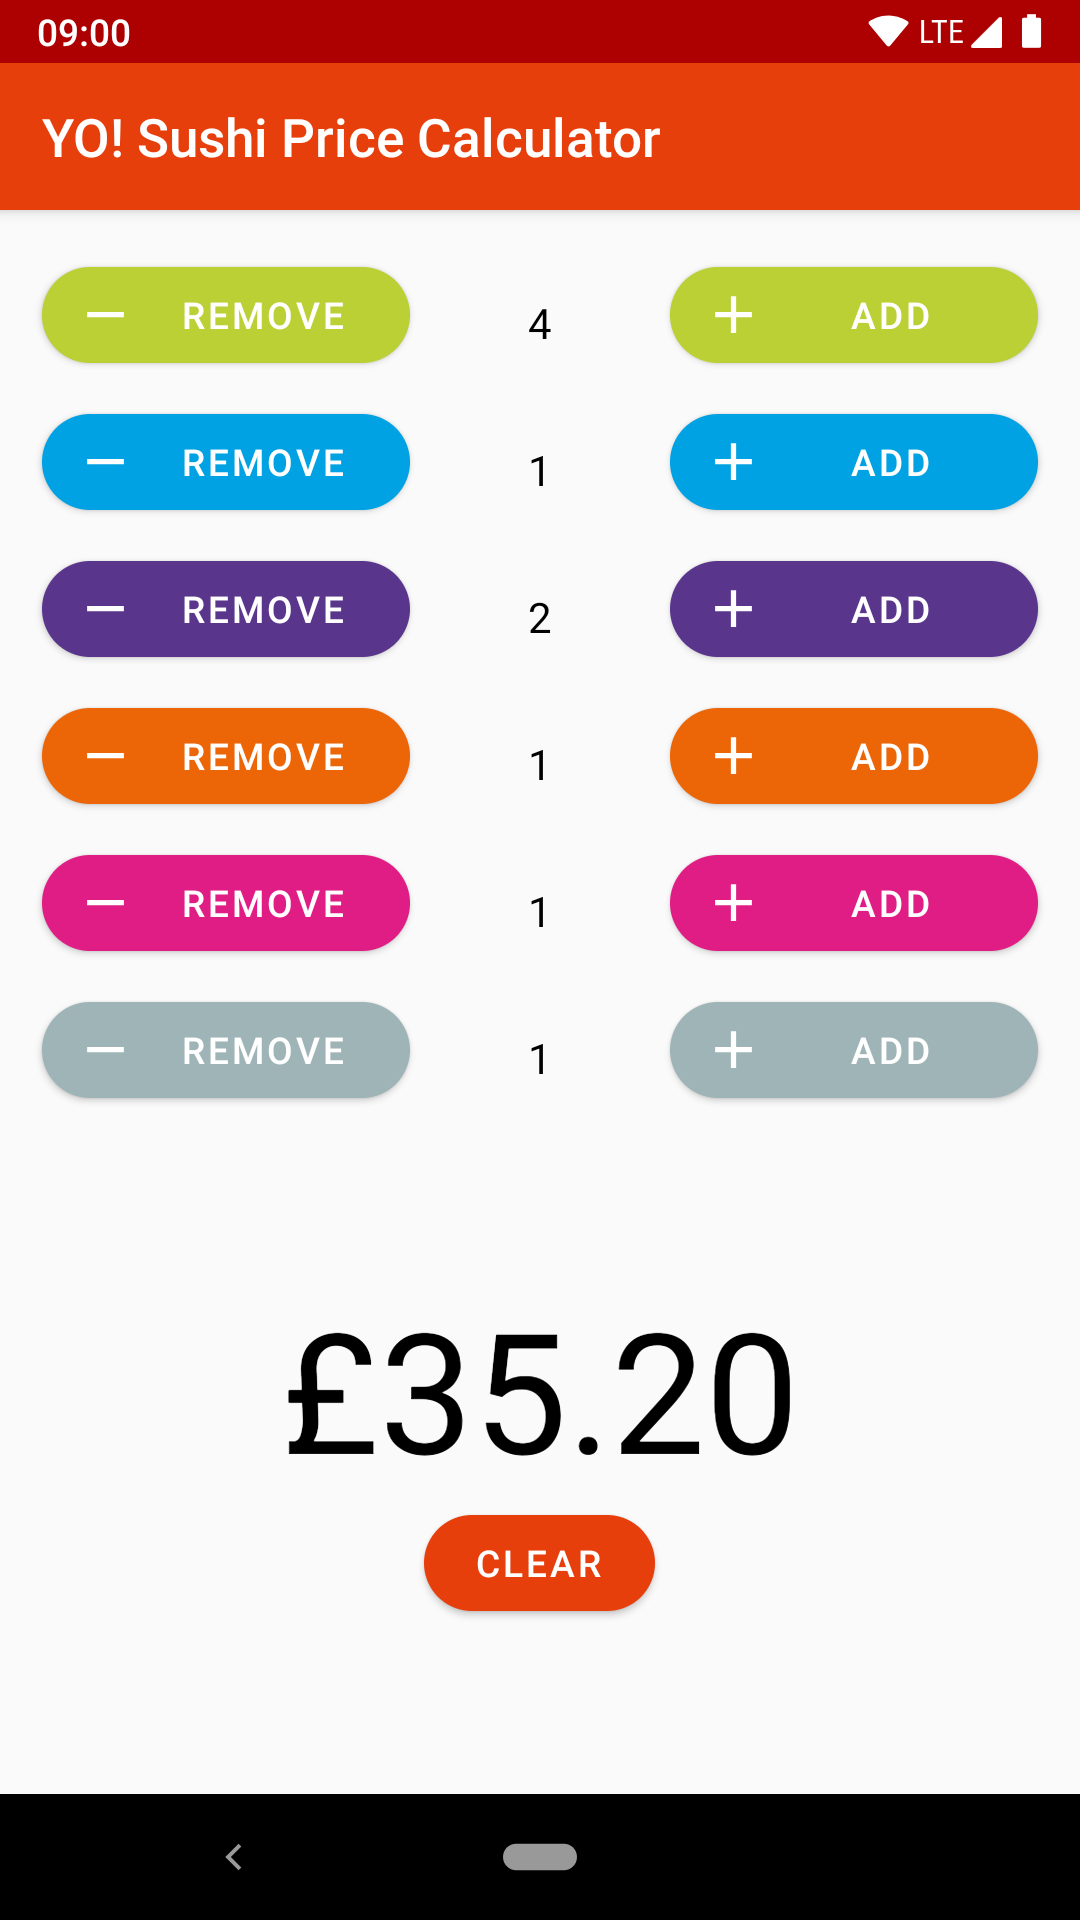 09:00 LTE
YO! Sushi Price Calculator
REMOVE 4 ADD
REMOVE 1 ADD
REMOVE 2 ADD
REMOVE 1 ADD
REMOVE 1 ADD
REMOVE 1 ADD
£35.20
CLEAR